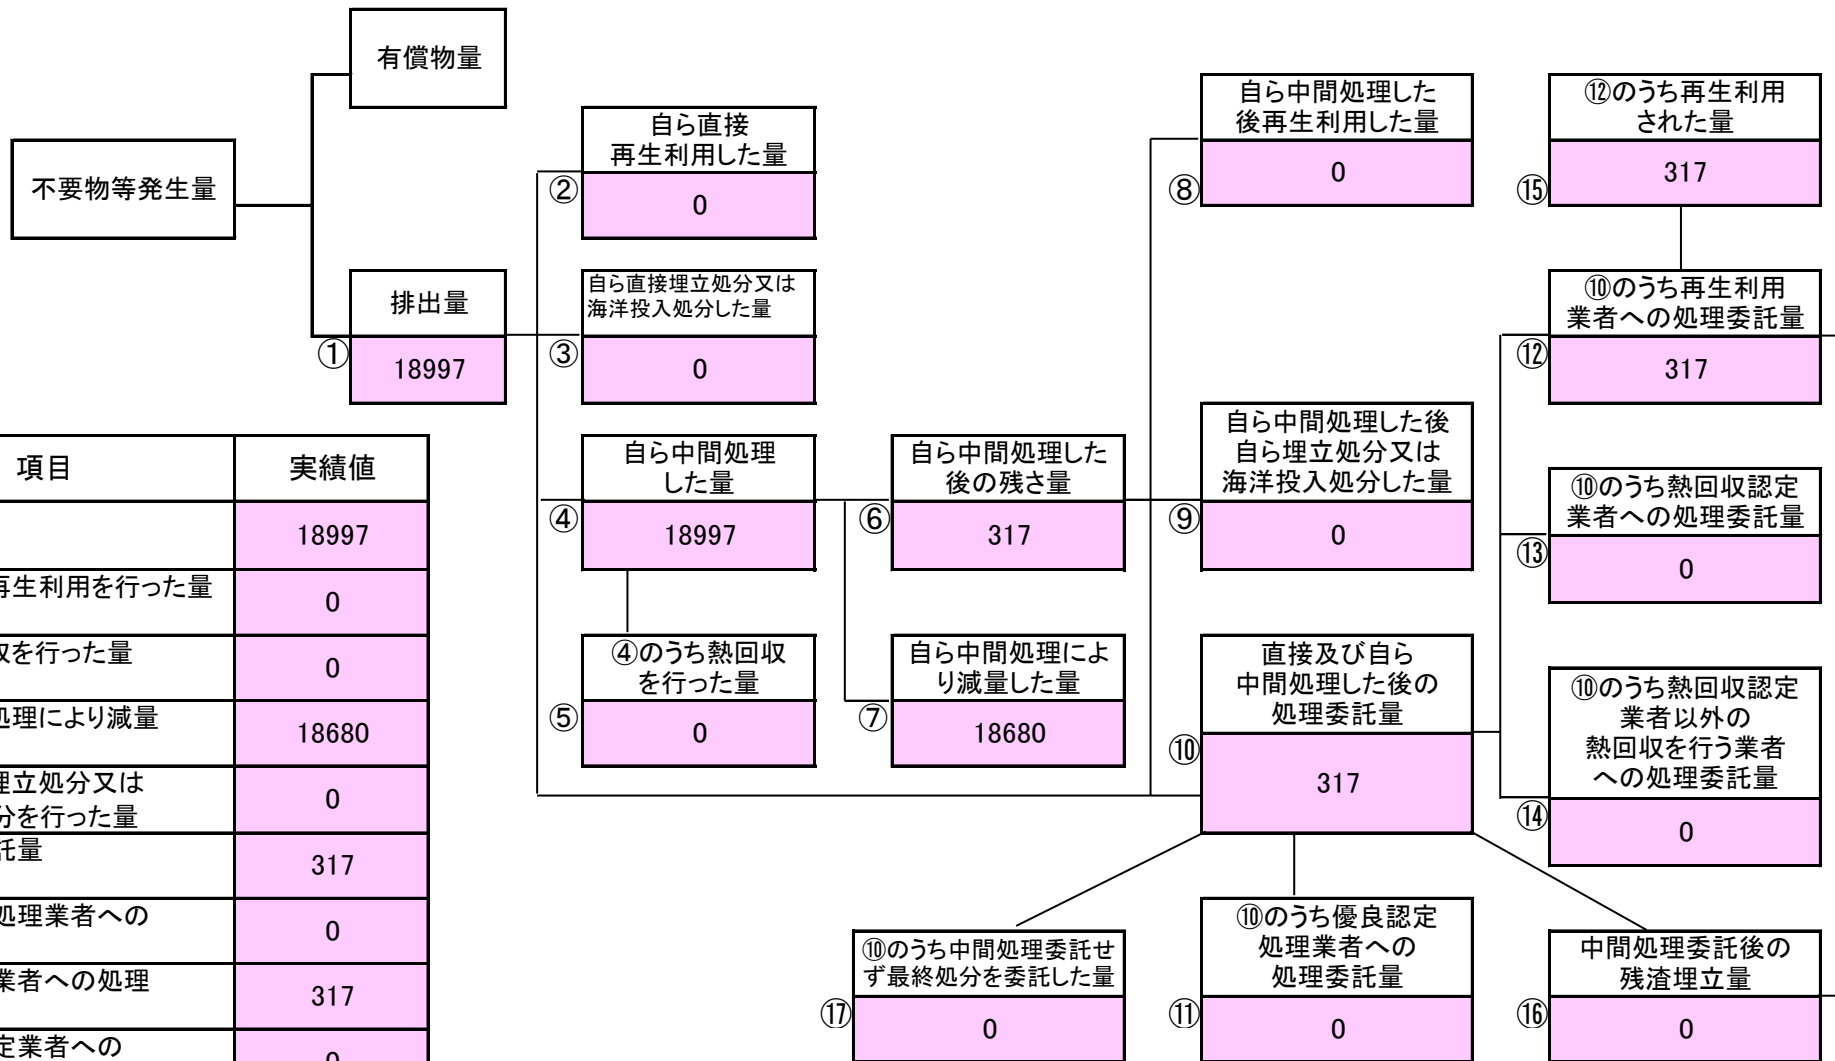 有償物量
不要物等発生量
排出量
①
18997
自ら直接
再生利用した量
②
0
自ら直接埋立処分又は
海洋投入処分した量
③
0
自ら中間処理
した量
④
18997
④のうち熱回収
を行った量
⑤
0
自ら中間処理した
後の残さ量
⑥
317
自ら中間処理によ
り減量した量
⑦
18680
自ら中間処理した
後再生利用した量
⑧
0
自ら中間処理した後
自ら埋立処分又は
海洋投入処分した量
⑨
0
直接及び自ら
中間処理した後の
処理委託量
⑩
317
⑫のうち再生利用
された量
⑮
317
⑩のうち再生利用
業者への処理委託量
⑫
317
⑩のうち熱回収認定
業者への処理委託量
⑬
0
⑩のうち熱回収認定
業者以外の
熱回収を行う業者
への処理委託量
⑭
0
⑩のうち中間処理委託せ
ず最終処分を委託した量
⑰
0
⑩のうち優良認定
処理業者への
処理委託量
⑪
0
中間処理委託後の
残渣埋立量
⑯
0
項目 実績値
18997
再生利用を行った量 0
収を行った量 0
処理により減量 18680
埋立処分又は
分を行った量 0
託量 317
処理業者への 0
業者への処理 317
定業者への 0